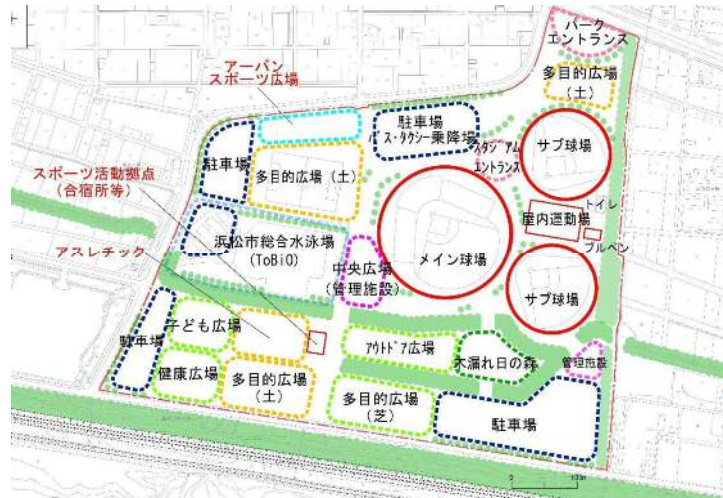 パーク
エントランス
アーバン
スポーツ広場
多目的広場
（土）
駐車場
バス・タクシー乗降場
スタジアム
エントランス
サブ球場
駐車場
スポーツ活動拠点
（合宿所等）
多目的広場（土）
トイレ
屋内運動場
ブルペン
アスレチック
浜松市総合水泳場
（ToBiO）
中央広場
（管理施設）
メイン球場
サブ球場
駐車場
子ども広場
アウトドア広場
木漏れ日の森
管理施設
健康広場
多目的広場
（土）
多目的広場
（芝）
駐車場
0
100m